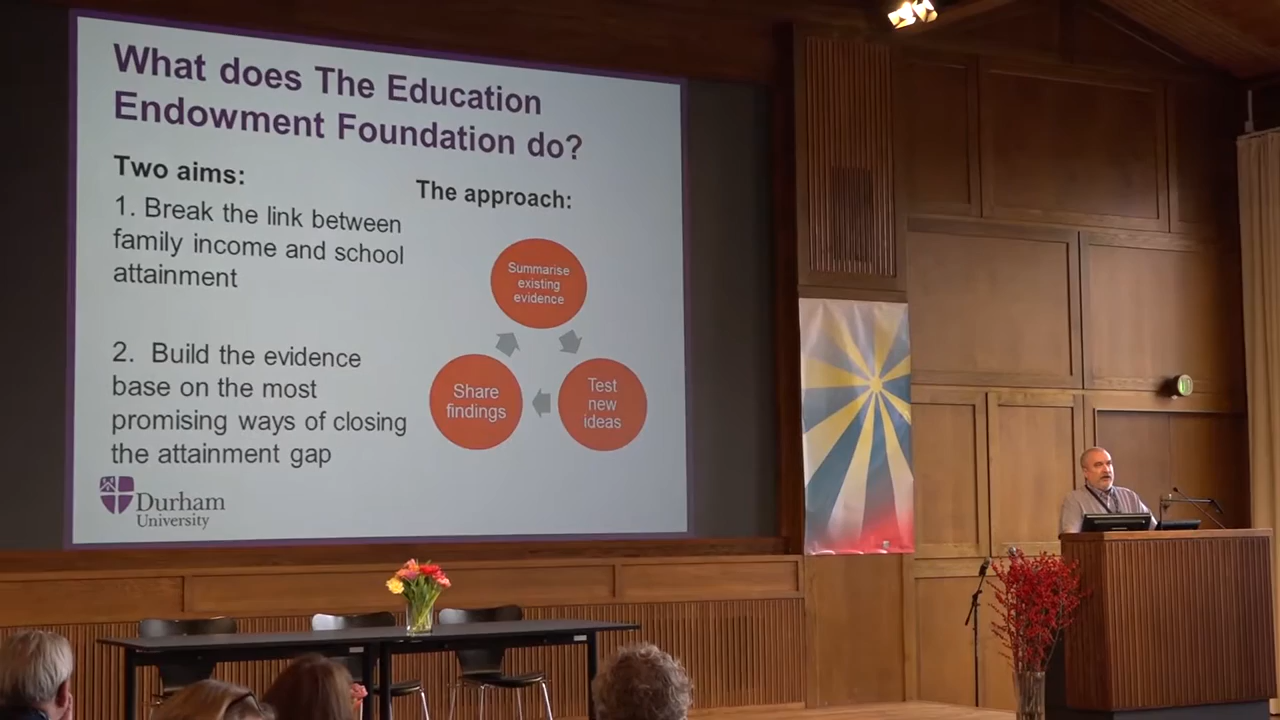 What does The Education
Endowment Foundation do?
Two aims:
1. Break the link between
family income and school
attainment
2. Build the evidence
base on the most
promising ways of closing
the attainment gap
The approach:
Summarise
existing
evidence
Test
new
ideas
Share
findings
Durham
University